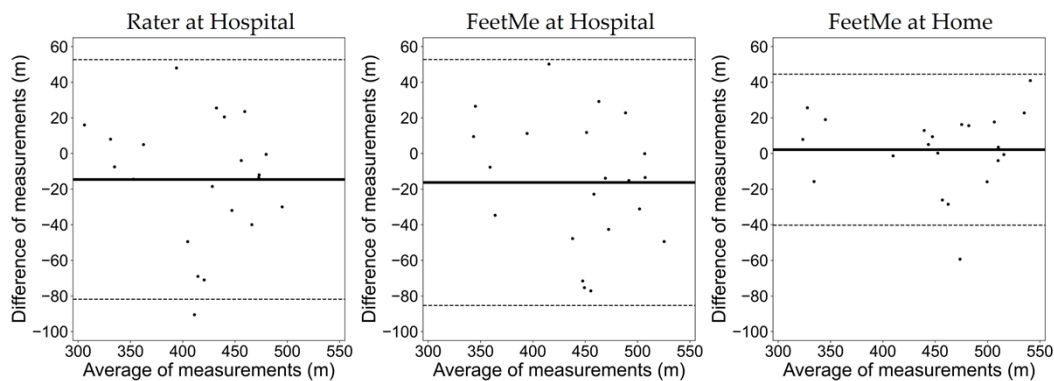 Rater at Hospital
60
40
20
0
−20
−40
−60
−80
−100
300 350 400 450 500 550
Average of measurements (m)
Difference of measurements (m)
FeetMe at Hospital
60
40
20
0
−20
−40
−60
−80
−100
300 350 400 450 500 550
Average of measurements (m)
Difference of measurements (m)
FeetMe at Home
60
40
20
0
−20
−40
−60
−80
−100
300 350 400 450 500 550
Average of measurements (m)
Difference of measurements (m)